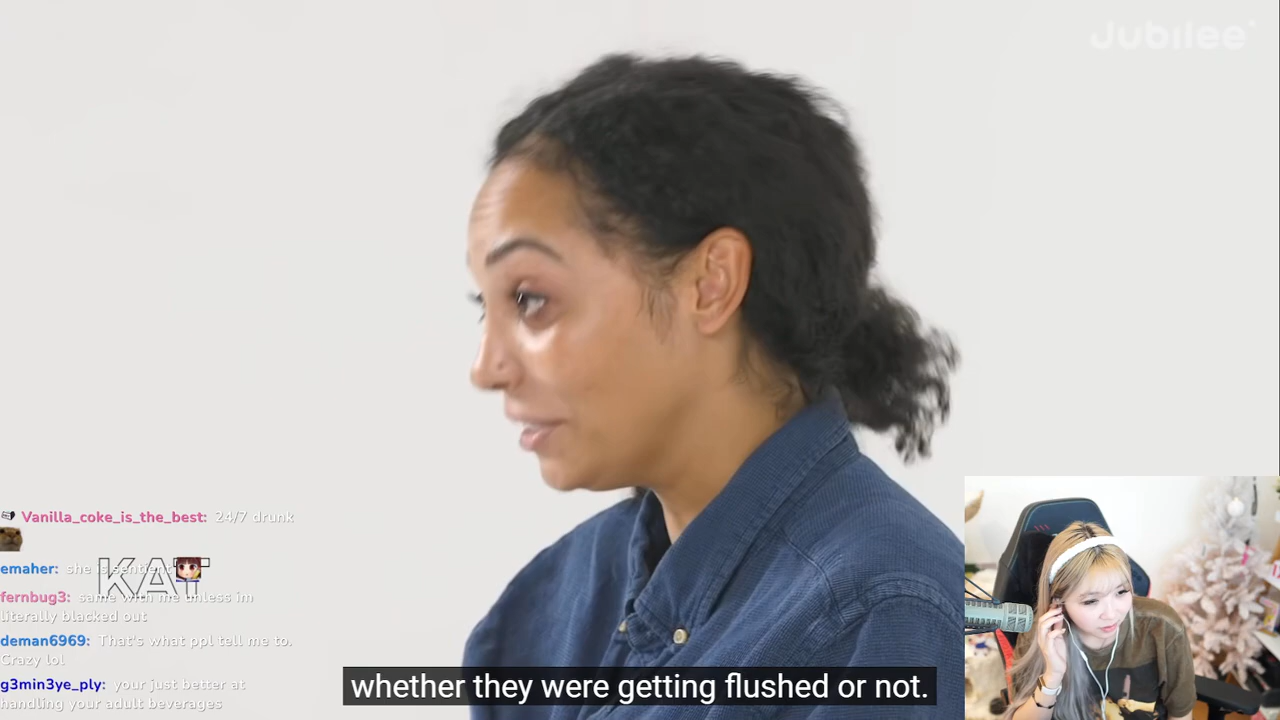 Jubilee
Vanilla_coke_is_the_best: 24/7 drunk
emaher: she is sentient
KAT
fernbug3: same with me unless im
literally blacked out
deman6969: That's what ppl tell me to.
Crazy lol
g3min3ye_ply: your just better at
handling your adult beverages
whether they were getting flushed or not.